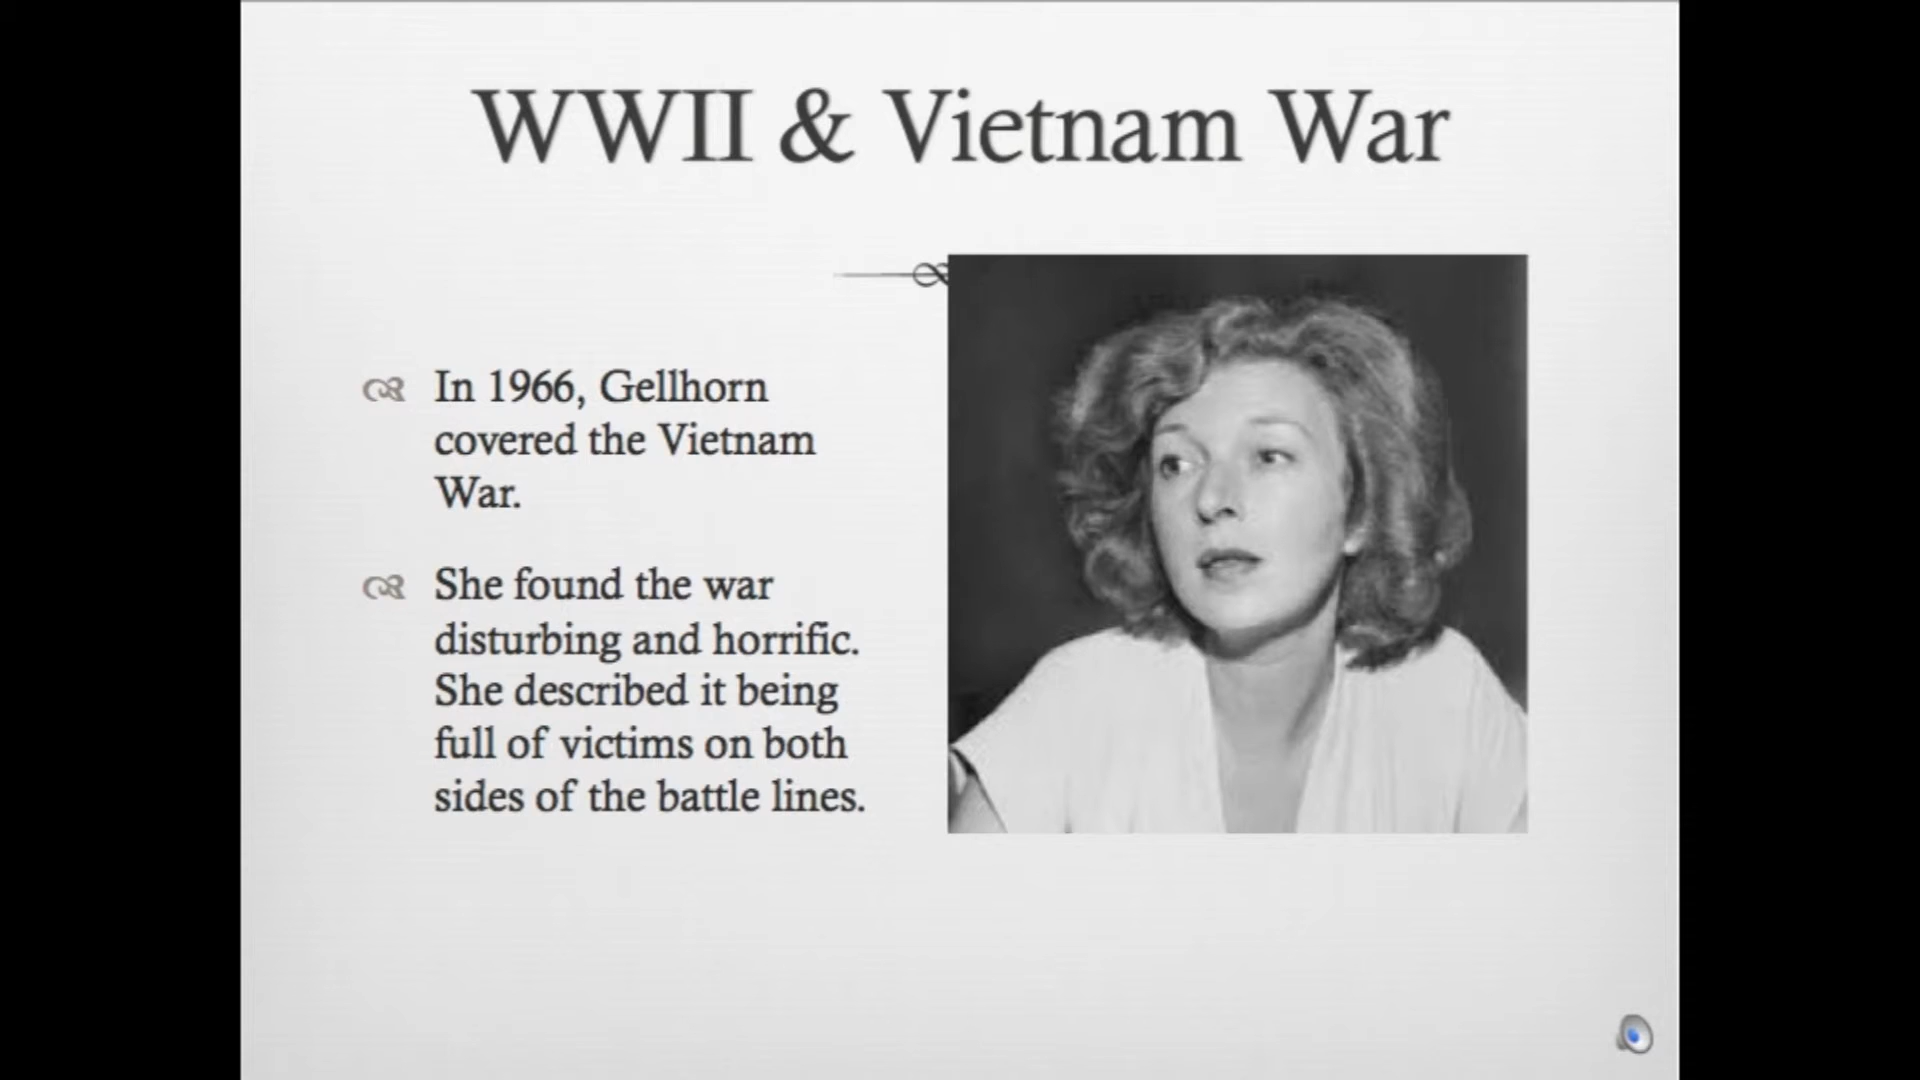 WWII & Vietnam War
In 1966, Gellhorn
covered the Vietnam
War.
She found the war
disturbing and horrific.
She described it being
full of victims on both
sides of the battle lines.